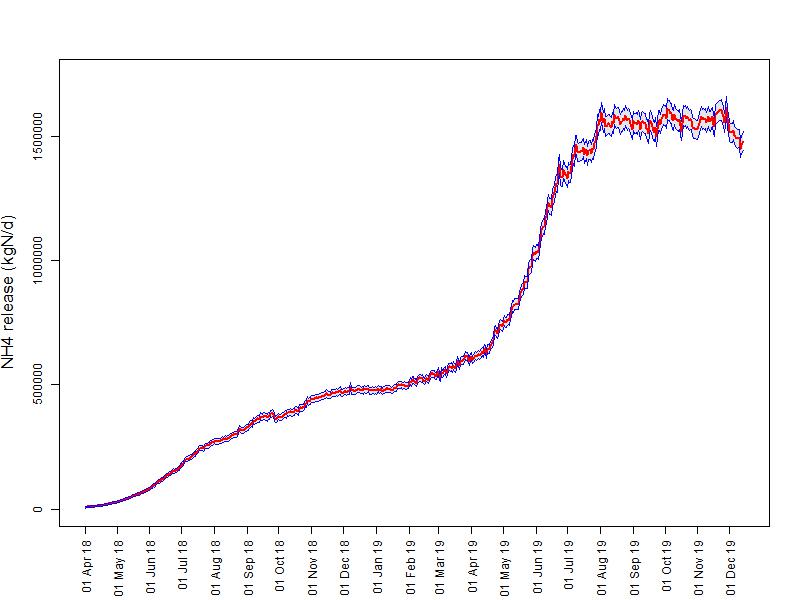 NH4 release (kgN/d)
1500000
1000000
500000
0
01 Apr 18
01 May 18
01 Jun 18
01 Jul 18
01 Aug 18
01 Sep 18
01 Oct 18
01 Nov 18
01 Dec 18
01 Jan 19
01 Feb 19
01 Mar 19
01 Apr 19
01 May 19
01 Jun 19
01 Jul 19
01 Aug 19
01 Sep 19
01 Oct 19
01 Nov 19
01 Dec 19